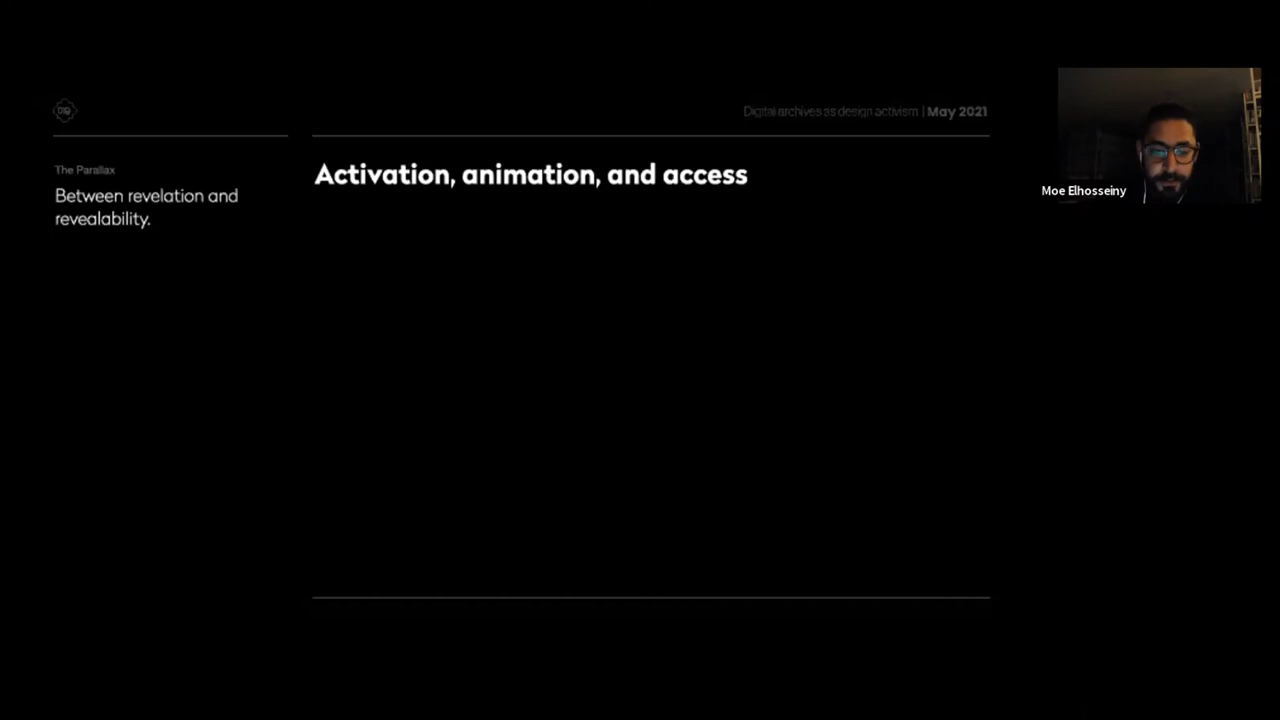 Digital archives as design activism | May 2021
The Parallax
Between revelation and
revealability.
Activation, animation, and access
Moe Elhosseiny